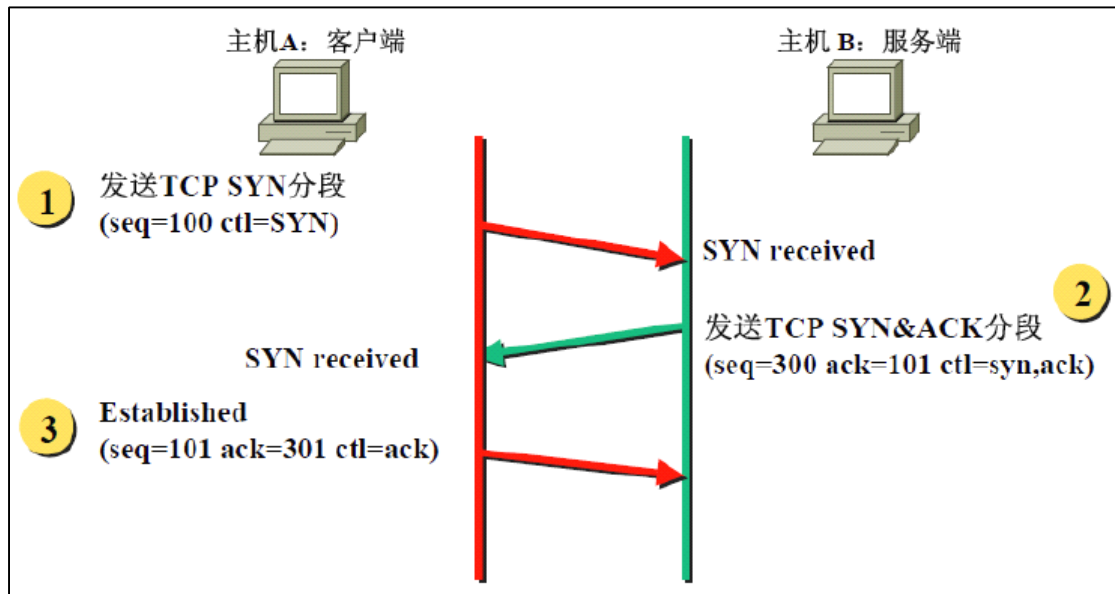 主机A：客户端
主机 B：服务端
1
发送TCP SYN分段
(seq=100 ctl=SYN)
SYN received
2
发送TCP SYN&ACK分段
(seq=300 ack=101 ctl=syn,ack)
SYN received
3
Established
(seq=101 ack=301 ctl=ack)